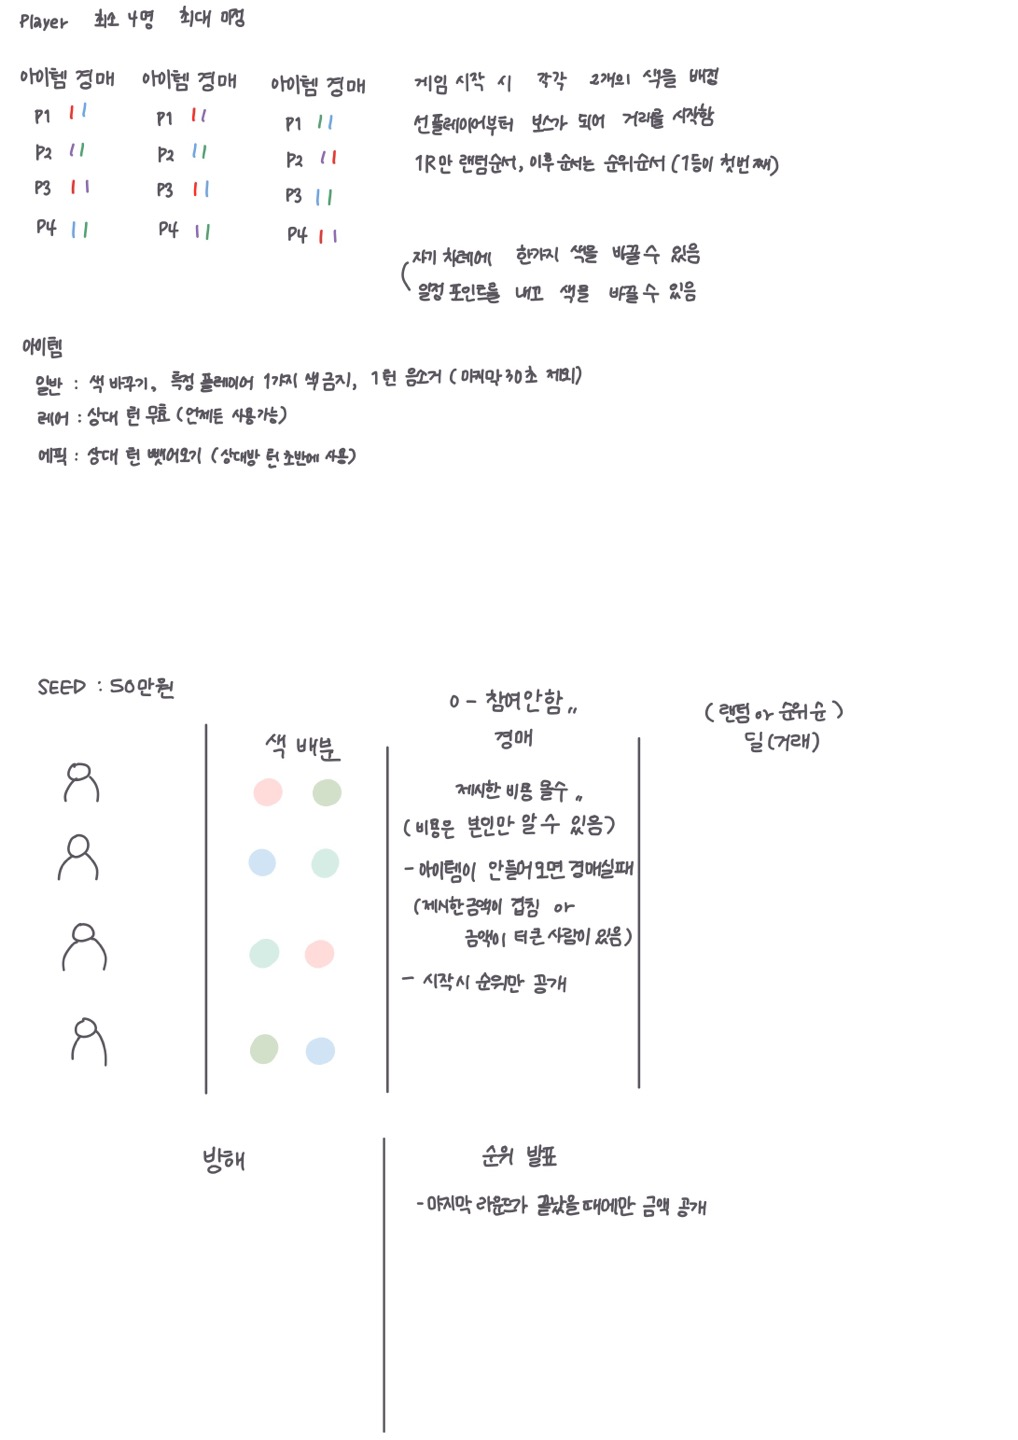 Player 최소 4명 최대 미정
아이템 경매 아이템 경매 아이템 경매
P1 P1 P1
P2 P2 P2
P3 P3 P3
P4 P4 P4
게임 시작 시 각각 2개의 색을 배정
선플레이어부터 보스가 되어 거래를 시작함
1R만 랜덤순서, 이후 순서는 순위순서 (1등이 첫번째)
자기 차례에 한가지 색을 바꿀 수 있음
일정 포인트를 내고 색을 바꿀 수 있음
아이템
일반 : 색 바꾸기, 특정 플레이어 1가지 색 금지, 1턴 음소거 (마지막 30초 제외)
레어 : 상대 턴 무효 (언제든 사용가능)
에픽 : 상대 턴 뺏어오기 (상대방 턴 초반에 사용)
SEED : 50만원
색 배분
0 - 참여안함 〃
경매
제시한 비용 몰수 〃
(비용은 본인만 알 수 있음)
- 아이템이 안들어오면 경매실패
(제시한금액이 겹침 or
금액이 더 큰 사람이 있음)
- 시작시 순위만 공개
(랜덤 or 순위순)
딜(거래)
방해
순위 발표
- 마지막 라운드가 끝났을때에만 금액 공개